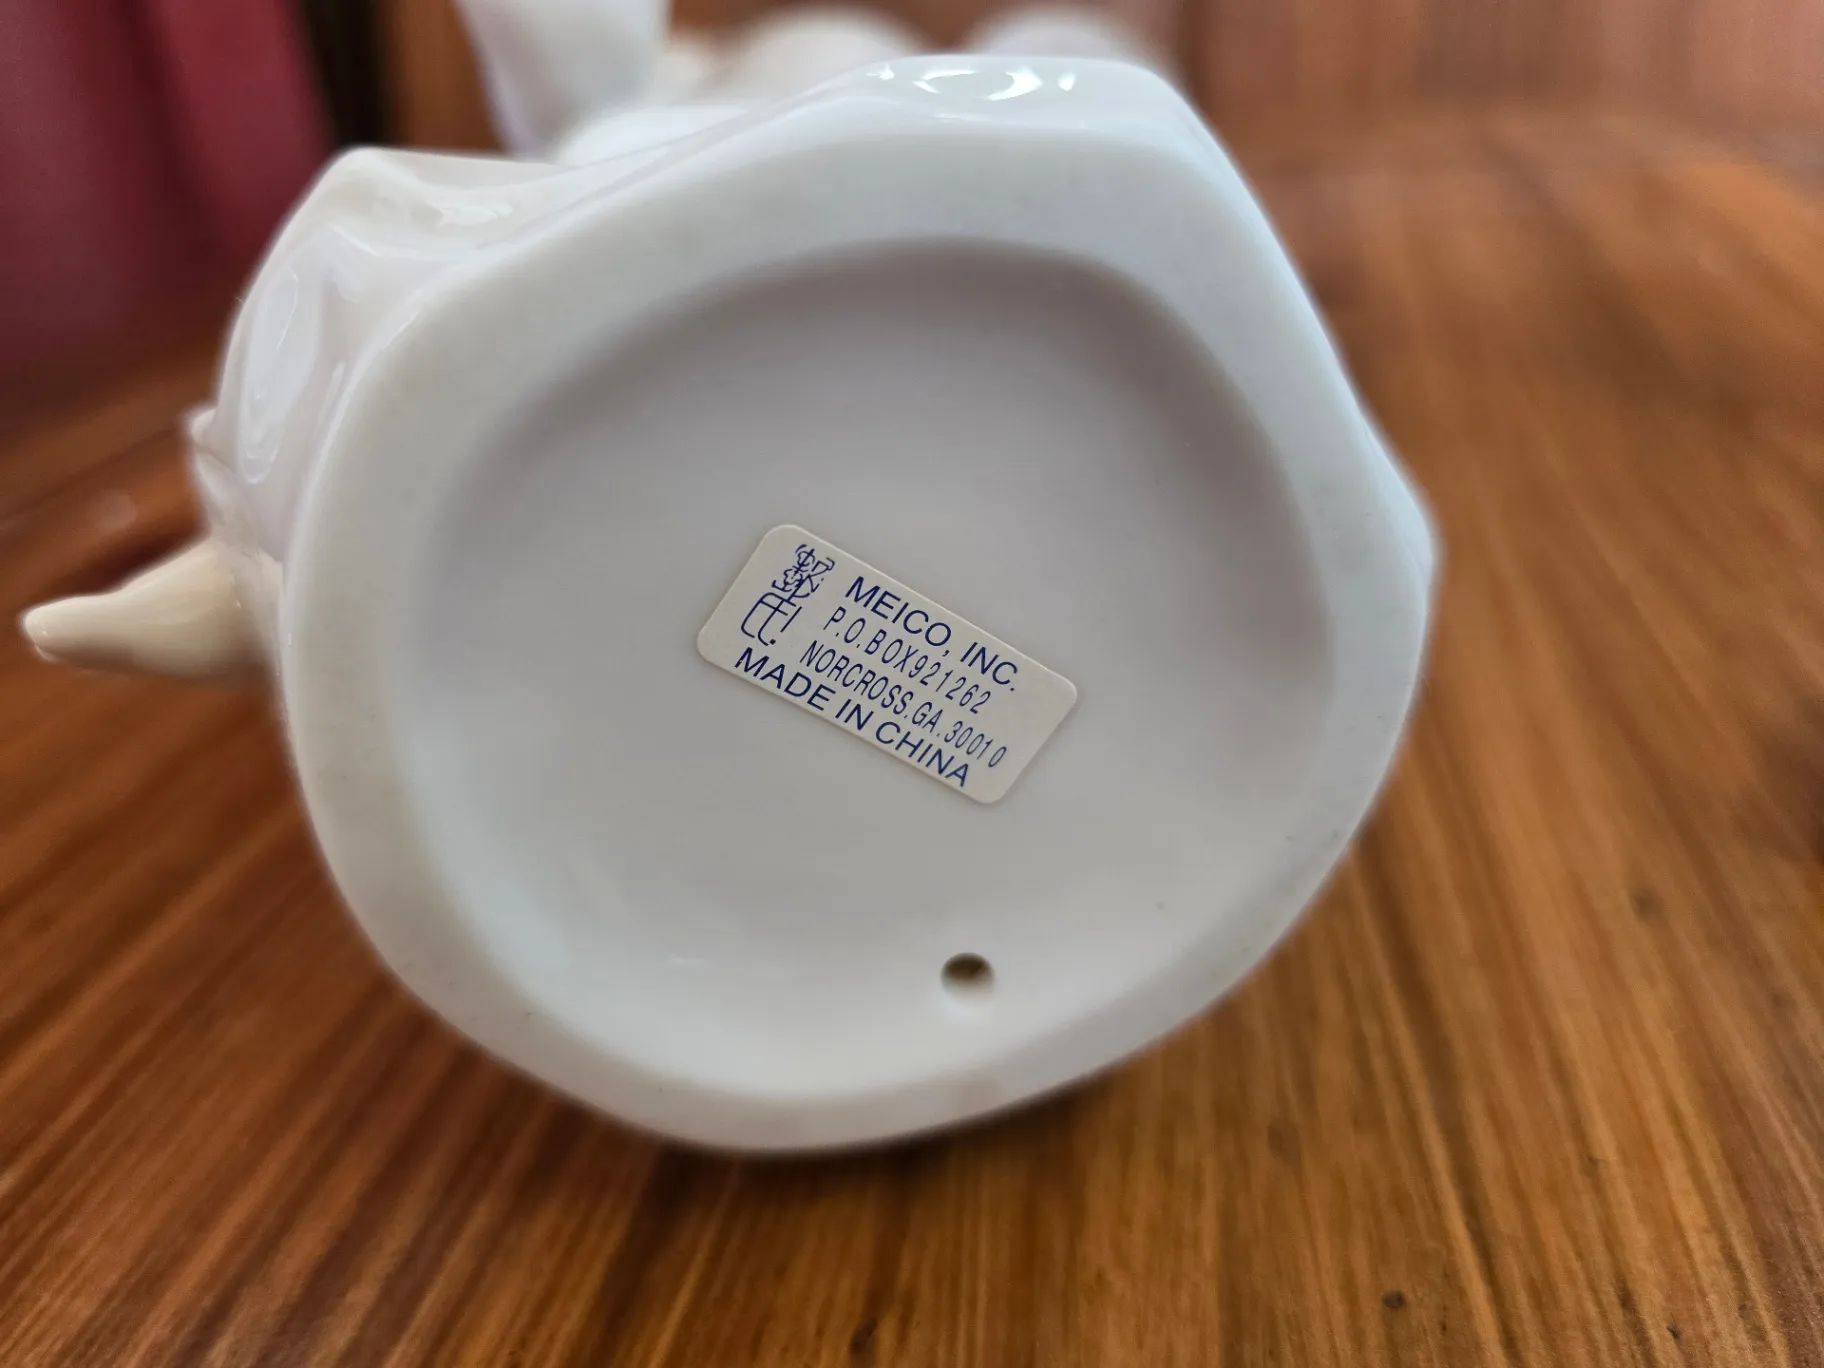 MEICO, INC.
P.O.BOX921262
NORCROSS.GA.30010
MADE IN CHINA